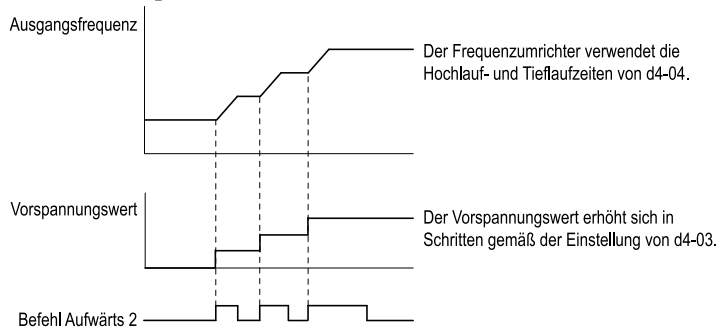 Ausgangsfrequenz
Der Frequenzumrichter verwendet die
Hochlauf- und Tieflaufzeiten von d4-04.
Vorspannungswert
Der Vorspannungswert erhöht sich in
Schritten gemäß der Einstellung von d4-03.
Befehl Aufwärts 2